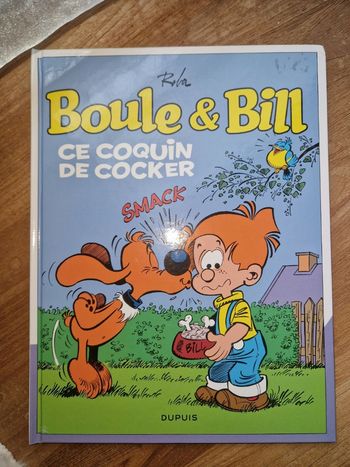 Roba
Boule & Bill
CE COQUIN
DE COCKER
SMACK
BILL
DUPUIS